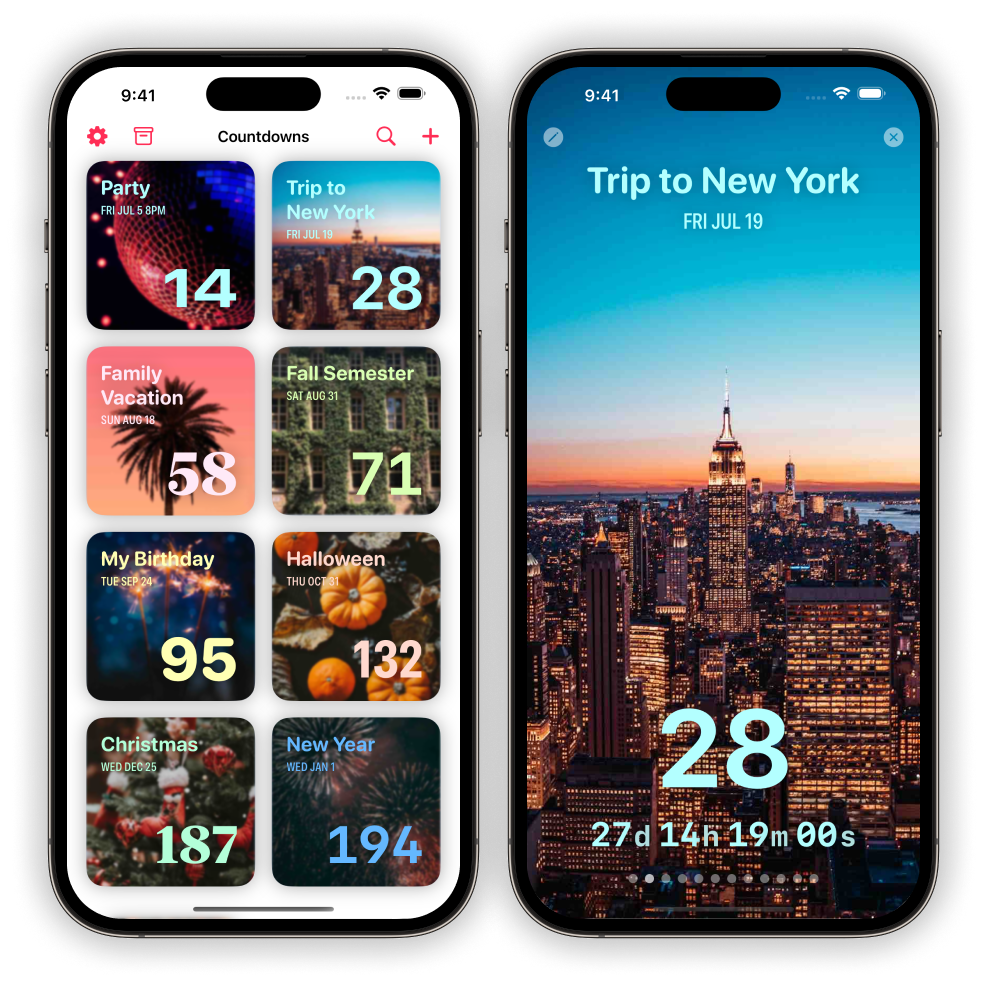 9:41
Countdowns
Party
FRI JUL 5 8PM
14
Trip to
New York
FRI JUL 19
28
Family
Vacation
SUN AUG 18
58
Fall Semester
SAT AUG 31
71
My Birthday
TUE SEP 24
95
Halloween
THU OCT 31
132
Christmas
WED DEC 25
187
New Year
WED JAN 1
194
9:41
Trip to New York
FRI JUL 19
28
27d 14h 19m 00s